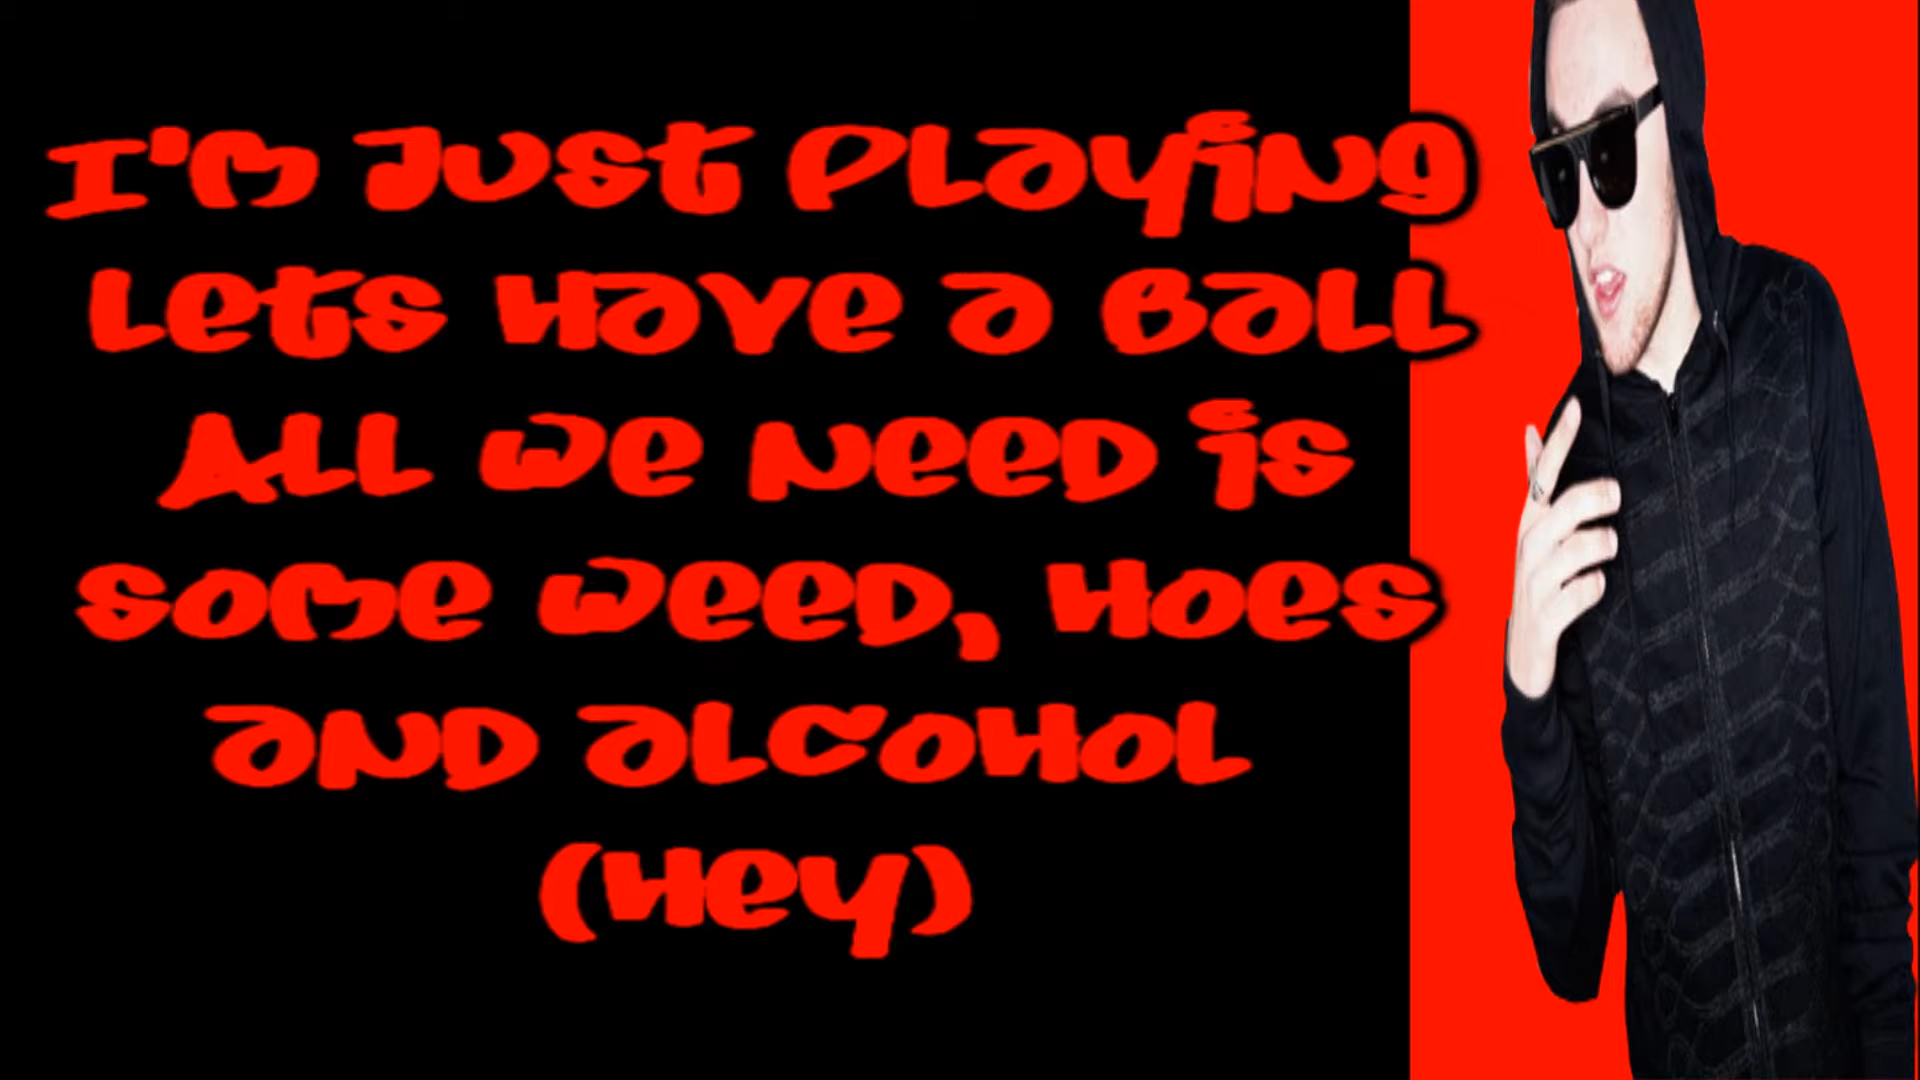 I'm Just Playing
Lets Have a Ball
All We Need is
some weed, Hoes
and alcohol
(Hey)